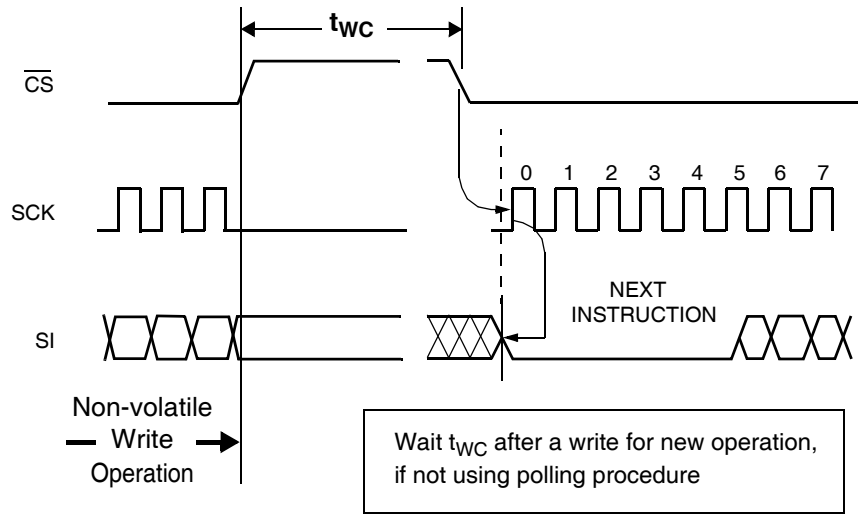 tWC
CS
SCK
0 1 2 3 4 5 6 7
SI
NEXT
INSTRUCTION
Non-volatile
Write
Operation
Wait tWC after a write for new operation,
if not using polling procedure